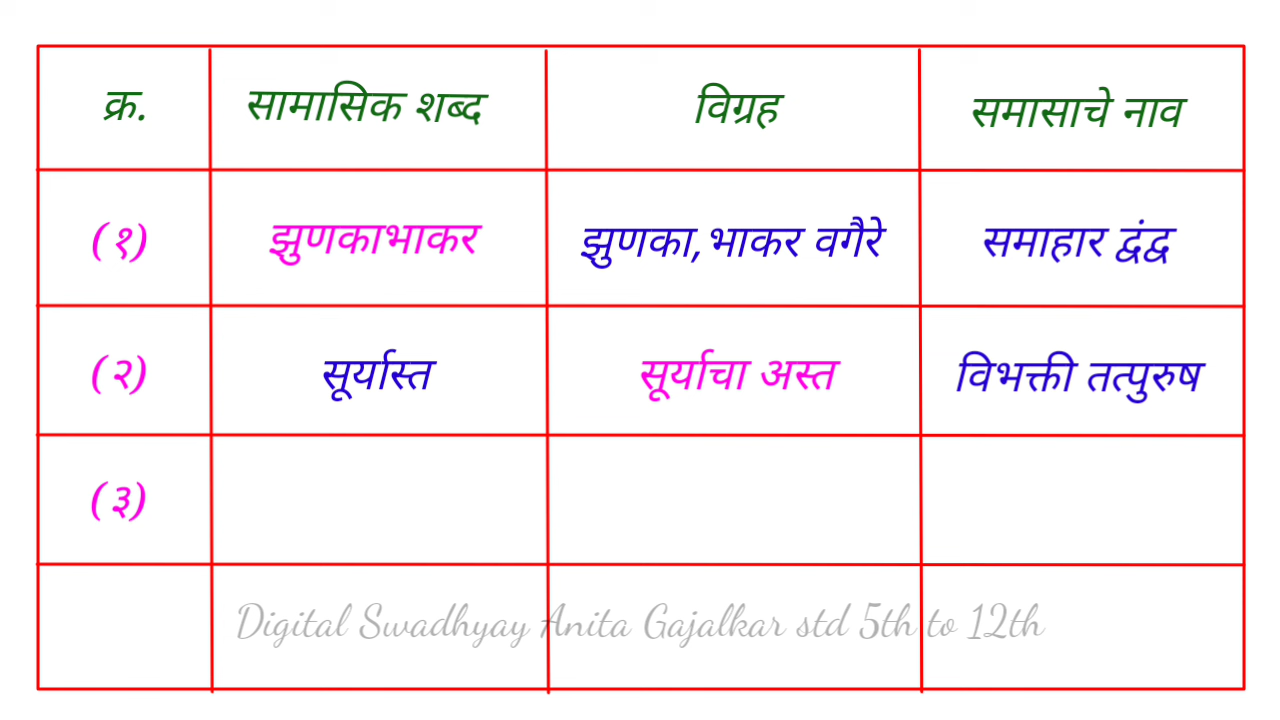 क्र. सामासिक शब्द विग्रह समासाचे नाव
(१) झुणकाभाकर झुणका, भाकर वगैरे समाहार द्वंद्व
(२) सूर्यास्त सूर्याचा अस्त विभक्ती तत्पुरुष
(३)
Digital Swadhyay Anita Gajalkar std 5th to 12th